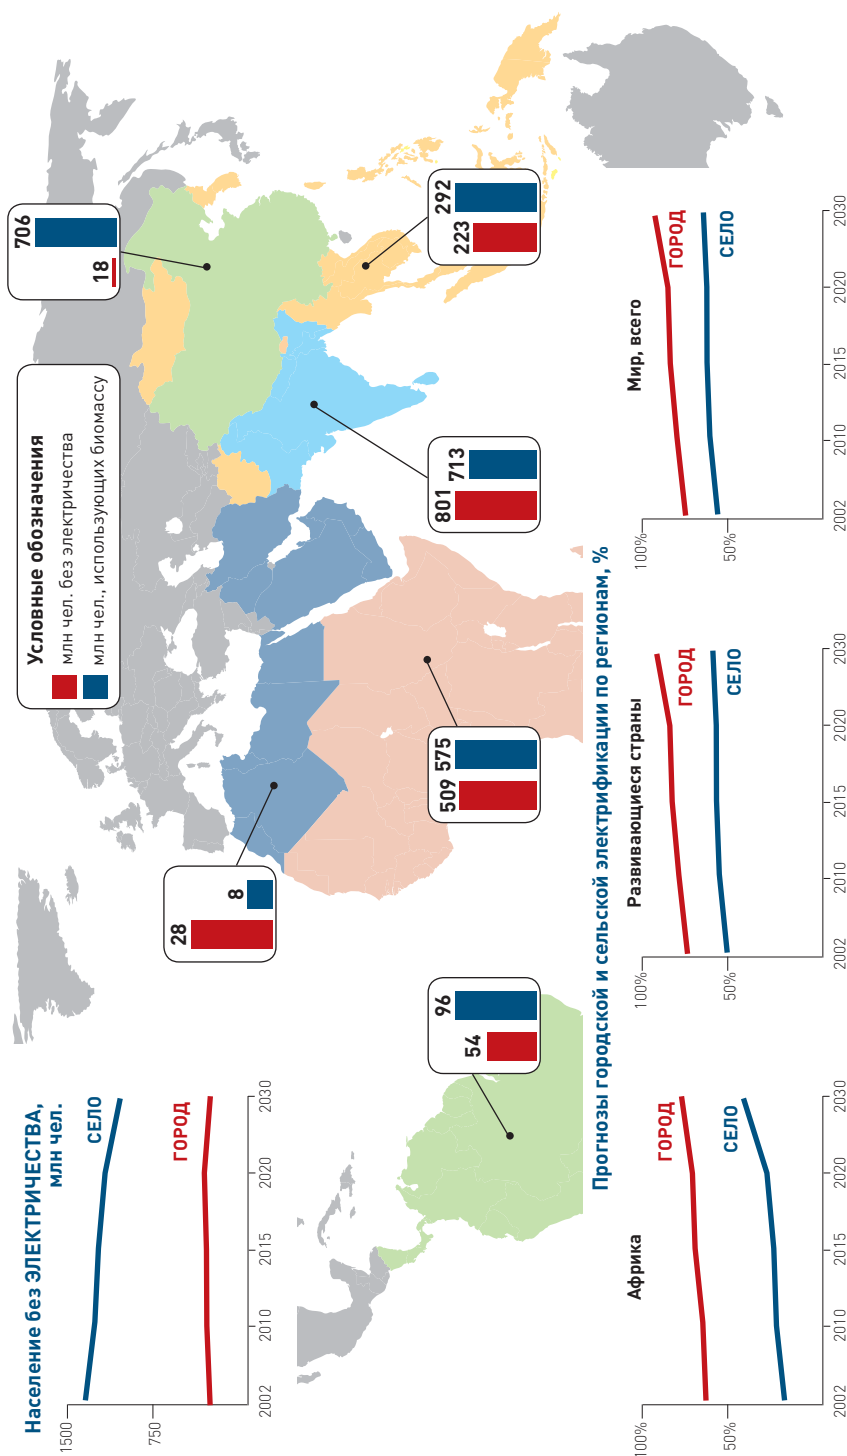 Население без ЭЛЕКТРИЧЕСТВА,
млн чел.
1500
750
СЕЛО
ГОРОД
2002
2010
2015
2020
2030
Условные обозначения
млн чел. без электричества
млн чел., использующих биомассу
28
8
706
18
54
96
509
575
801
713
223
292
Прогнозы городской и сельской электрификации по регионам, %
Африка
100%
50%
ГОРОД
СЕЛО
2002
2010
2015
2020
2030
Развивающиеся страны
100%
50%
ГОРОД
СЕЛО
2002
2010
2015
2020
2030
Мир, всего
100%
50%
ГОРОД
СЕЛО
2002
2010
2015
2020
2030